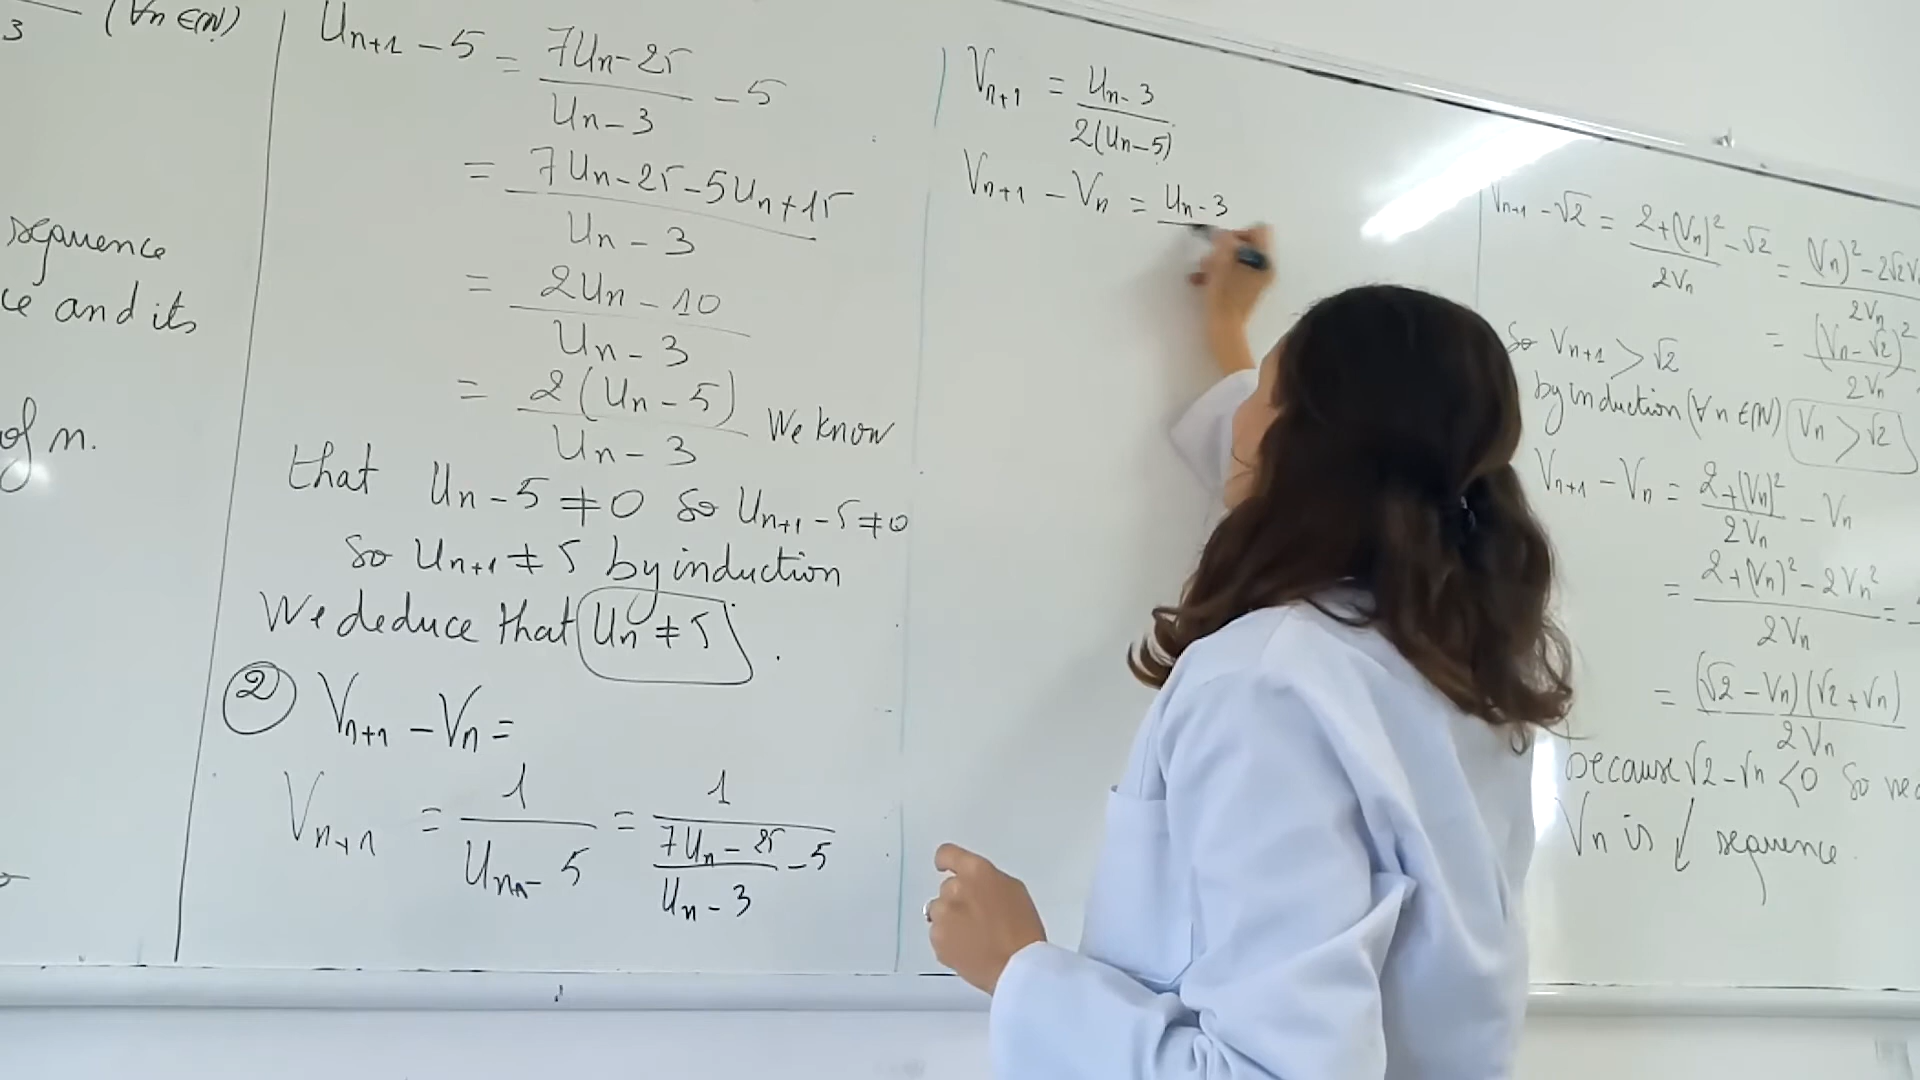 3 (∀n ∈ ℕ)
sequence
ce and its
of n.
Un+1 - 5 = (7Un - 25)/(Un - 3) - 5
= (7Un - 25 - 5Un + 15)/(Un - 3)
= (2Un - 10)/(Un - 3)
= 2(Un - 5)/(Un - 3) We know
that Un - 5 ≠ 0 So Un+1 - 5 ≠ 0
So Un+1 ≠ 5 by induction
We deduce that Un ≠ 5.
② Vn+1 - Vn =
Vn+1 = 1/(Un+1 - 5) = 1/((7Un - 25)/(Un - 3) - 5)
Vn+1 = (Un - 3)/(2(Un - 5))
Vn+1 - Vn = Un - 3
Vn+1 - √2 = (2 + (Vn)²)/(2Vn) - √2 = ((Vn)² - 2√2V
2Vn
= (Vn - √2)²/(2Vn)
So Vn+1 > √2
by induction (∀n ∈ ℕ) Vn > √2
Vn+1 - Vn = (2 + (Vn)²)/(2Vn) - Vn
= (2 + (Vn)² - 2Vn²)/(2Vn) =
= (√2 - Vn)(√2 + Vn)/(2Vn)
because √2 - Vn < 0 So
Vn is ↓ sequence.